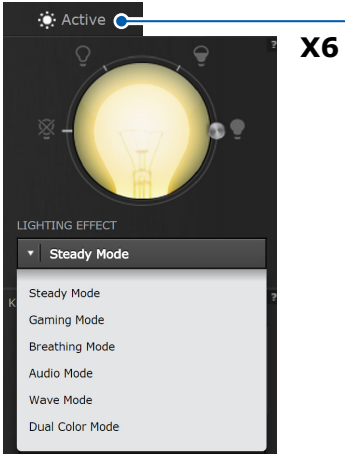 Active
X6
?
LIGHTING EFFECT
Steady Mode
K
?
Steady Mode
Gaming Mode
Breathing Mode
Audio Mode
Wave Mode
Dual Color Mode